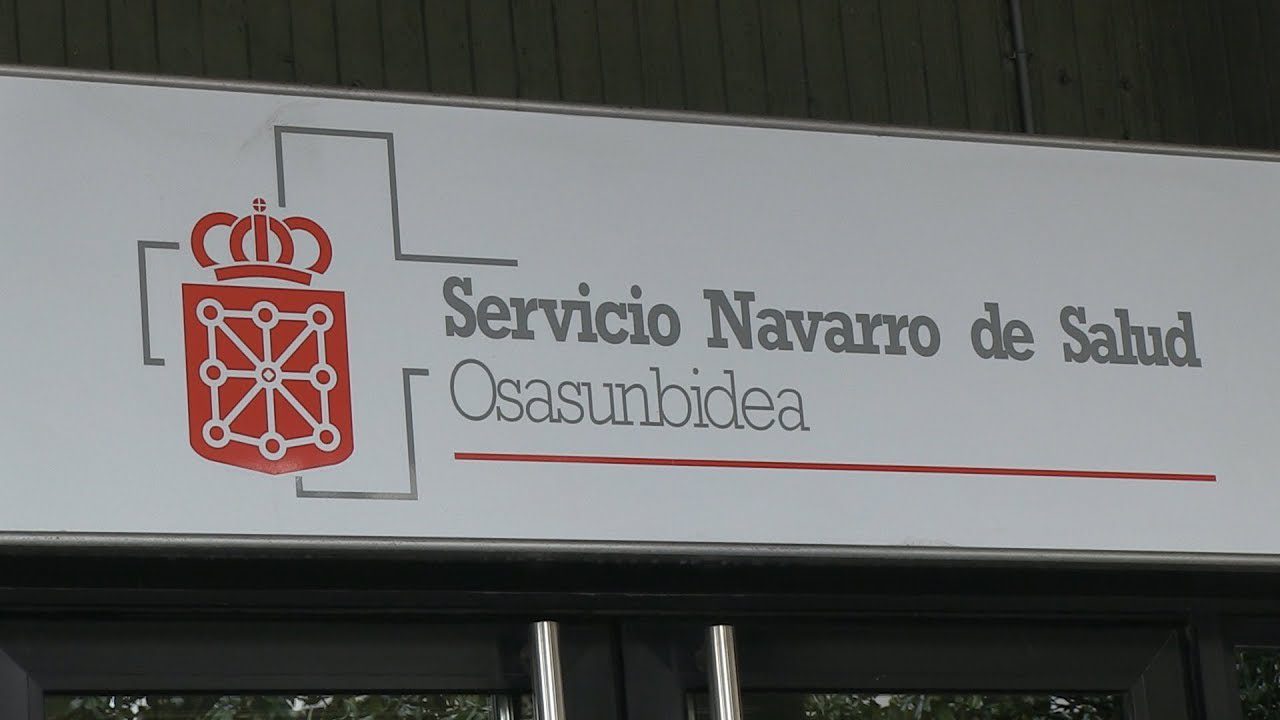 Servicio Navarro de Salud
Osasunbidea